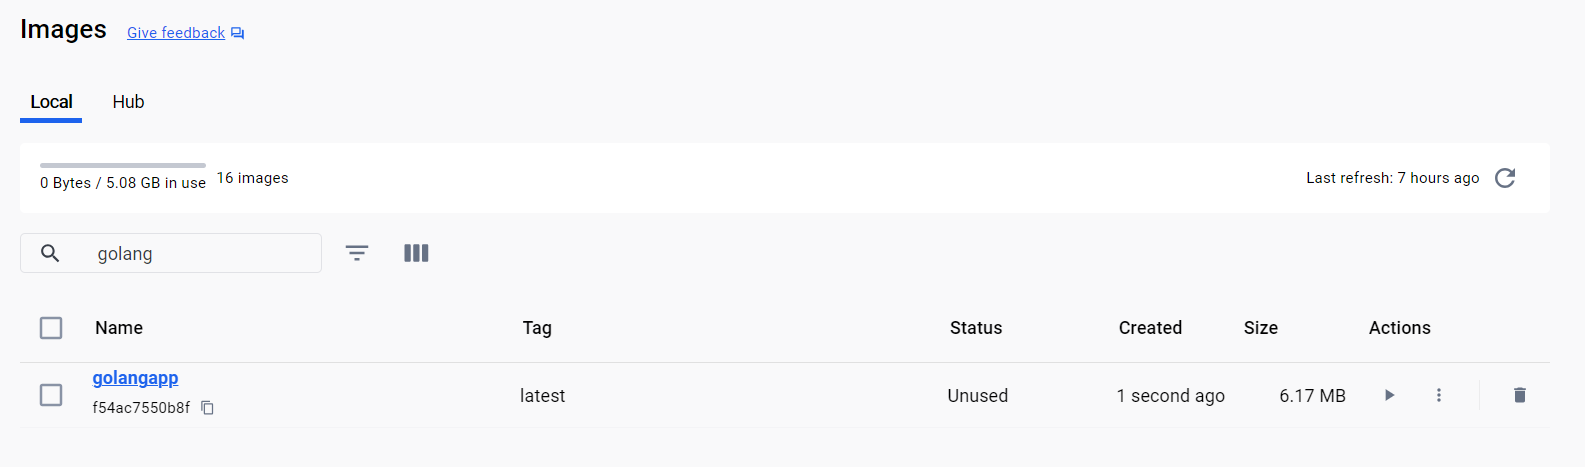 Images Give feedback
Local Hub
0 Bytes / 5.08 GB in use 16 images Last refresh: 7 hours ago
golang
Name Tag Status Created Size Actions
golangapp
f54ac7550b8f
latest Unused 1 second ago 6.17 MB